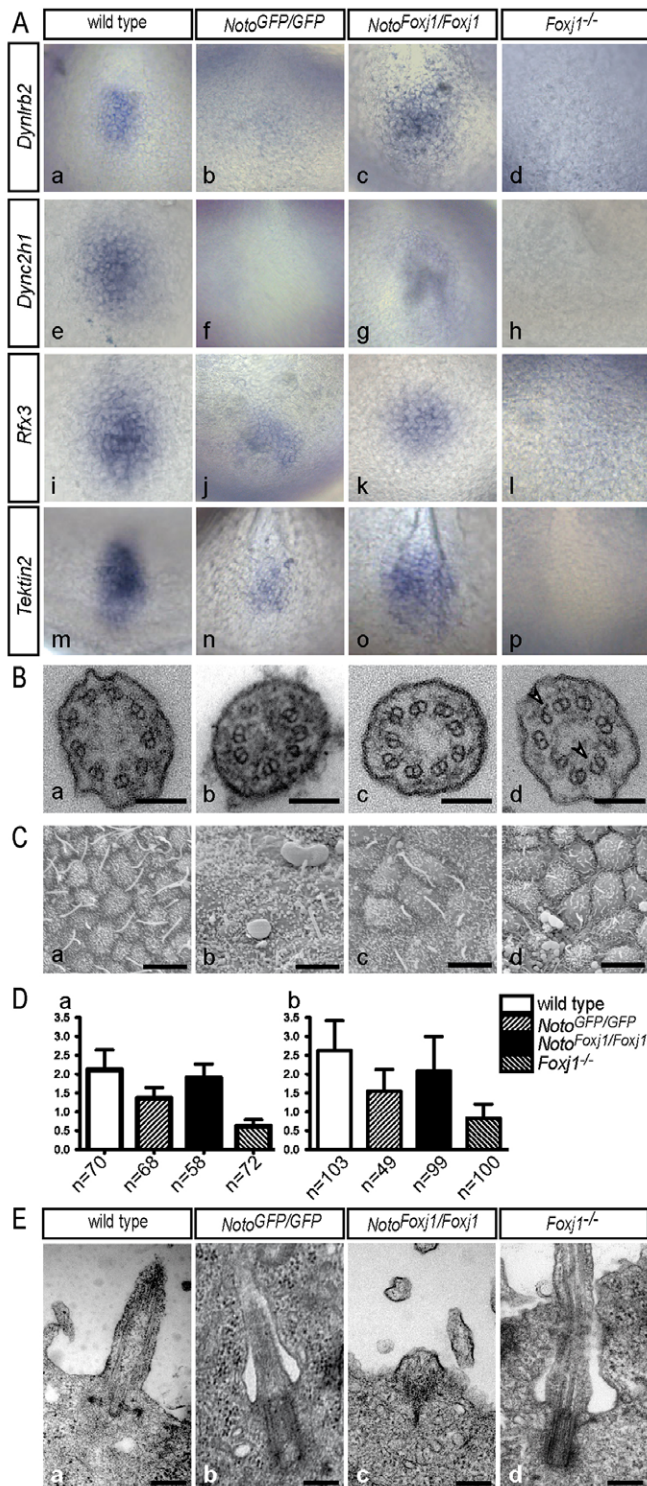 A
wild type
Noto^GFP/GFP
Noto^Foxj1/Foxj1
Foxj1^-/-
Dynlrb2
a
b
c
d
Dync2h1
e
f
g
h
Rfx3
i
j
k
l
Tektin2
m
n
o
p
B
a
b
c
d
C
a
b
c
d
D
a
3.5
3.0
2.5
2.0
1.5
1.0
0.5
0.0
n=70
n=68
n=58
n=72
b
3.5
3.0
2.5
2.0
1.5
1.0
0.5
0.0
n=103
n=49
n=99
n=100
wild type
Noto^GFP/GFP
Noto^Foxj1/Foxj1
Foxj1^-/-
E
wild type
Noto^GFP/GFP
Noto^Foxj1/Foxj1
Foxj1^-/-
a
b
c
d